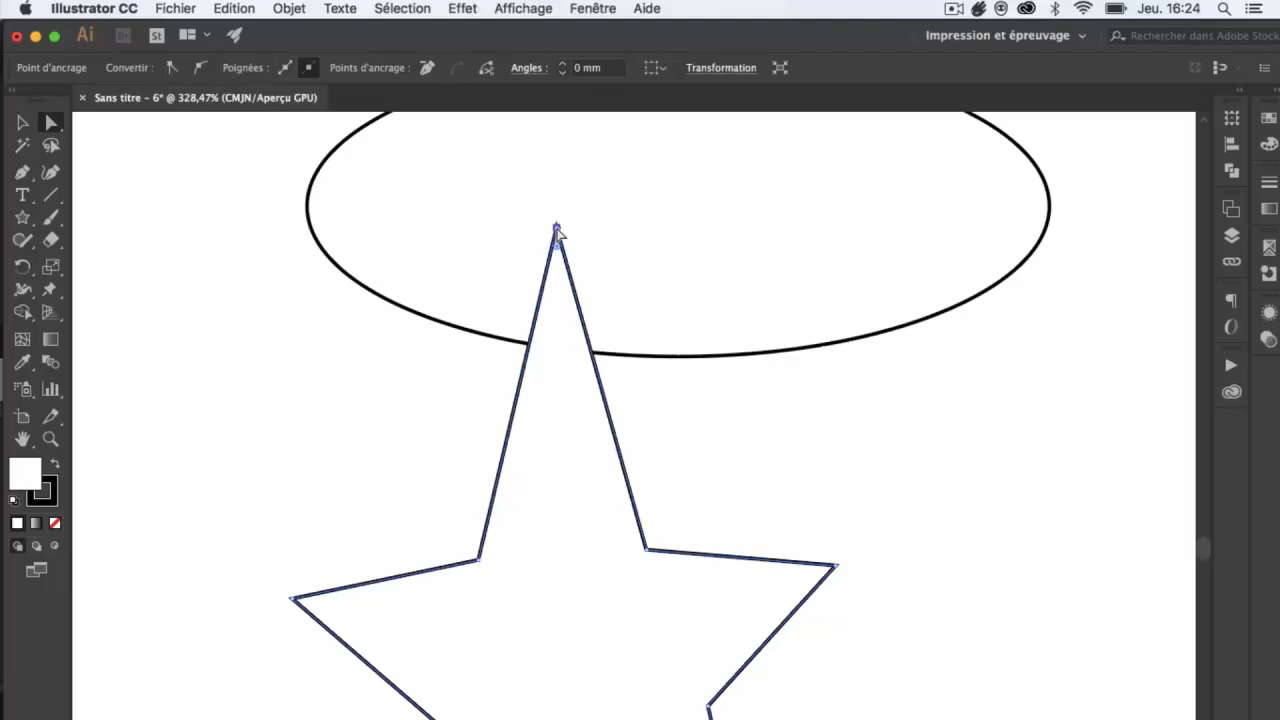 Illustrator CC Fichier Edition Objet Texte Sélection Effet Affichage Fenêtre Aide Jeu. 16:24
Ai Br St Impression et épreuvage Rechercher dans Adobe Stock
Point d'ancrage Convertir : Poignées : Points d'ancrage : Angles : 0 mm Transformation
× Sans titre - 6* @ 328,47% (CMJN/Aperçu GPU)